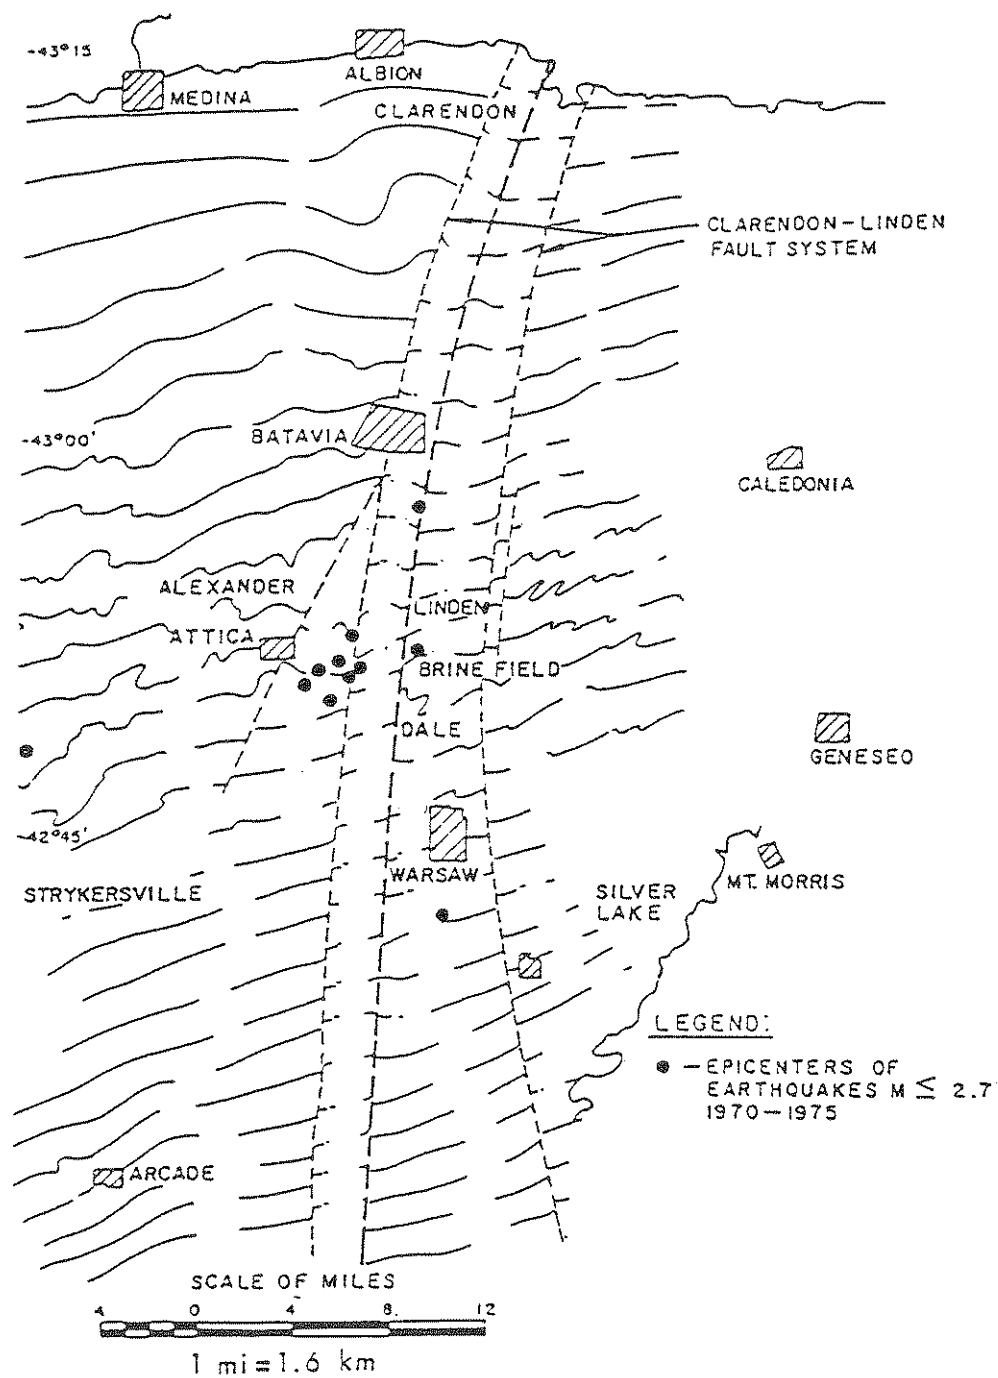 -43°15
ALBION
MEDINA
CLARENDON
CLARENDON-LINDEN
FAULT SYSTEM
-43°00'
BATAVIA
CALEDONIA
ALEXANDER
LINDEN
ATTICA
BRINE FIELD
DALE
GENESEO
-42°45'
WARSAW
MT. MORRIS
STRYKERSVILLE
SILVER
LAKE
LEGEND:
- EPICENTERS OF
EARTHQUAKES M ≤ 2.7
1970-1975
ARCADE
SCALE OF MILES
4 0 4 8 12
1 mi = 1.6 km